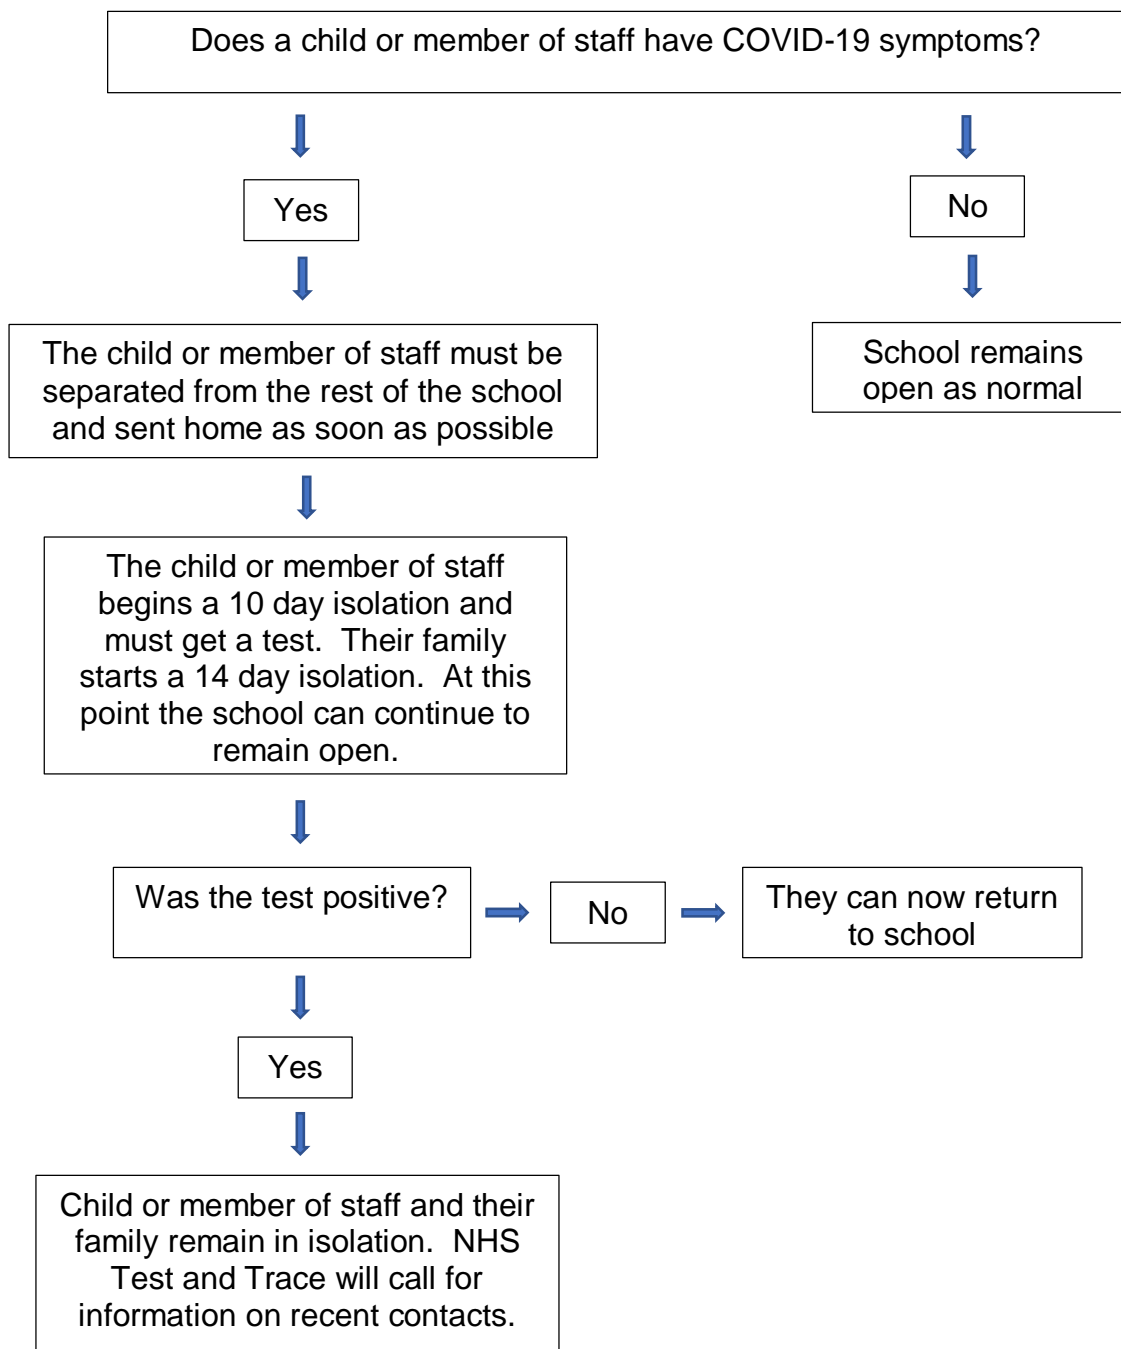 Does a child or member of staff have COVID-19 symptoms?
Yes
No
The child or member of staff must be
separated from the rest of the school
and sent home as soon as possible
School remains
open as normal
The child or member of staff
begins a 10 day isolation and
must get a test.  Their family
starts a 14 day isolation.  At this
point the school can continue to
remain open.
Was the test positive?
No
They can now return
to school
Yes
Child or member of staff and their
family remain in isolation.  NHS
Test and Trace will call for
information on recent contacts.